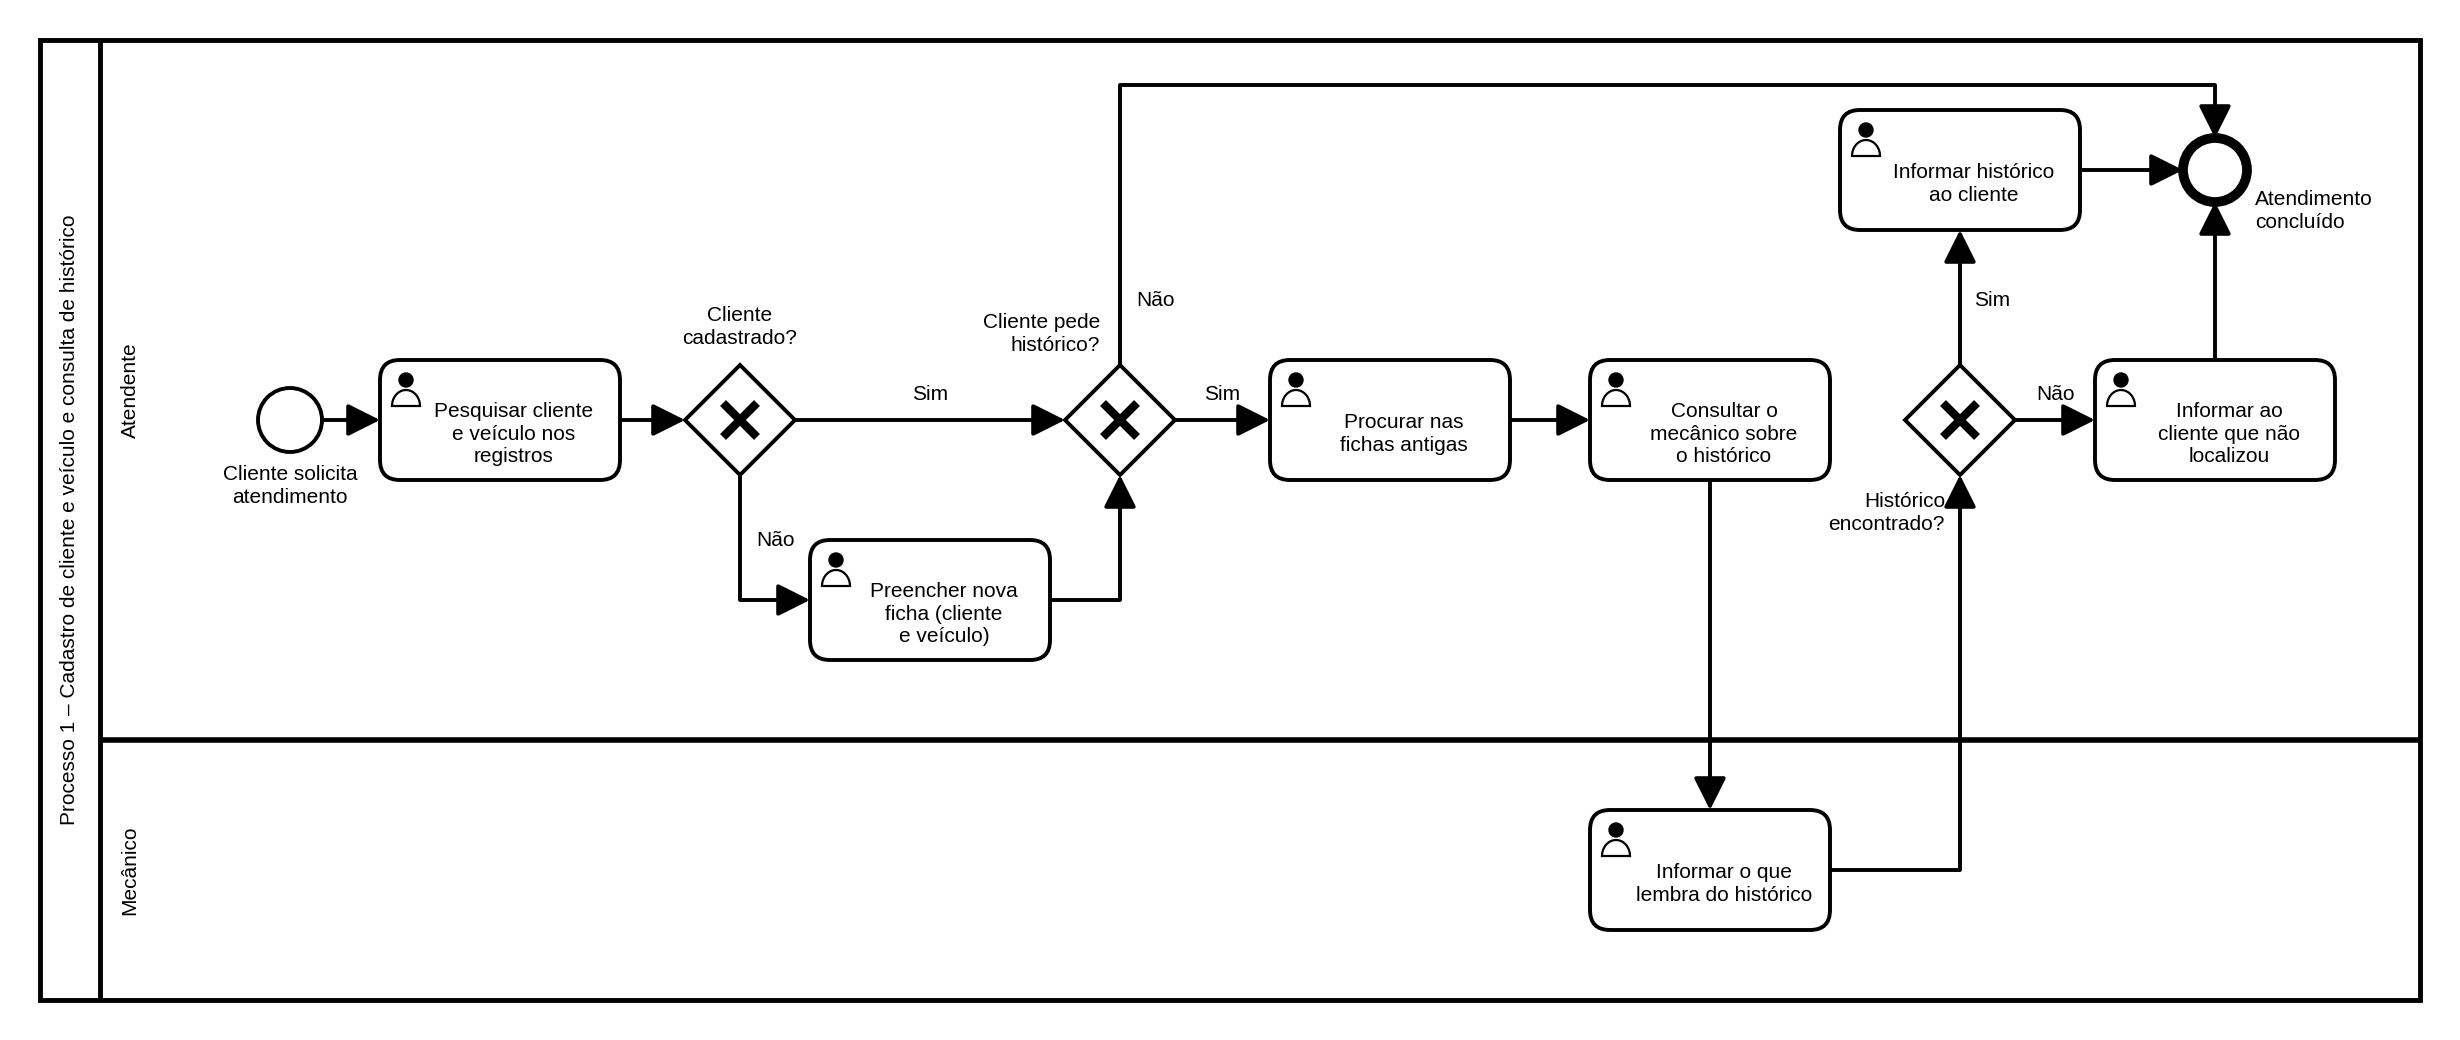 Processo 1 – Cadastro de cliente e veículo e consulta de histórico
Atendente
Cliente solicita
atendimento
Pesquisar cliente
e veículo nos
registros
Cliente
cadastrado?
Sim
Não
Preencher nova
ficha (cliente
e veículo)
Cliente pede
histórico?
Não
Sim
Procurar nas
fichas antigas
Consultar o
mecânico sobre
o histórico
Histórico
encontrado?
Sim
Informar histórico
ao cliente
Não
Informar ao
cliente que não
localizou
Atendimento
concluído
Mecânico
Informar o que
lembra do histórico